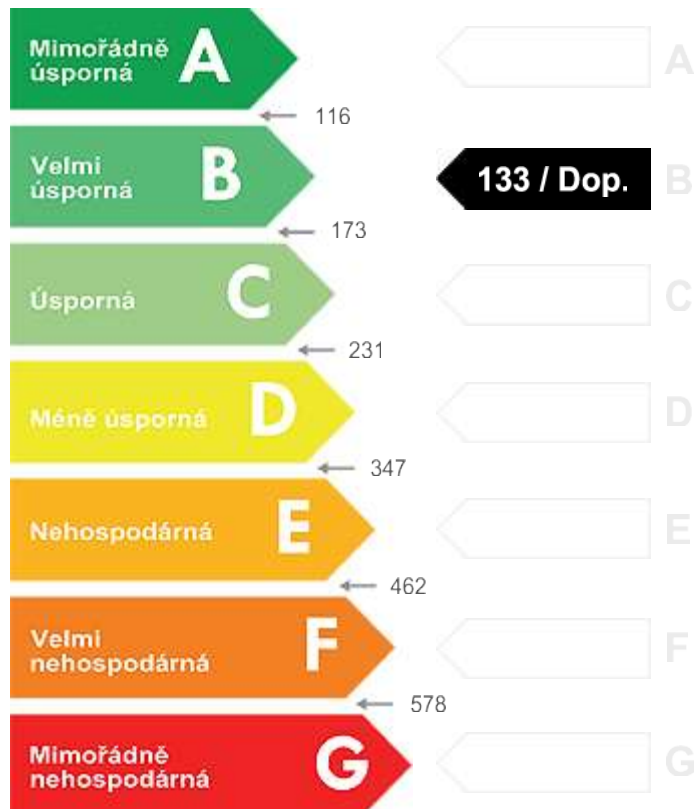 Mimořádně
úsporná
A
A
116
Velmi
úsporná
B
133 / Dop.
B
173
Úsporná
C
C
231
Méně úsporná
D
D
347
Nehospodárná
E
E
462
Velmi
nehospodárná
F
F
578
Mimořádně
nehospodárná
G
G